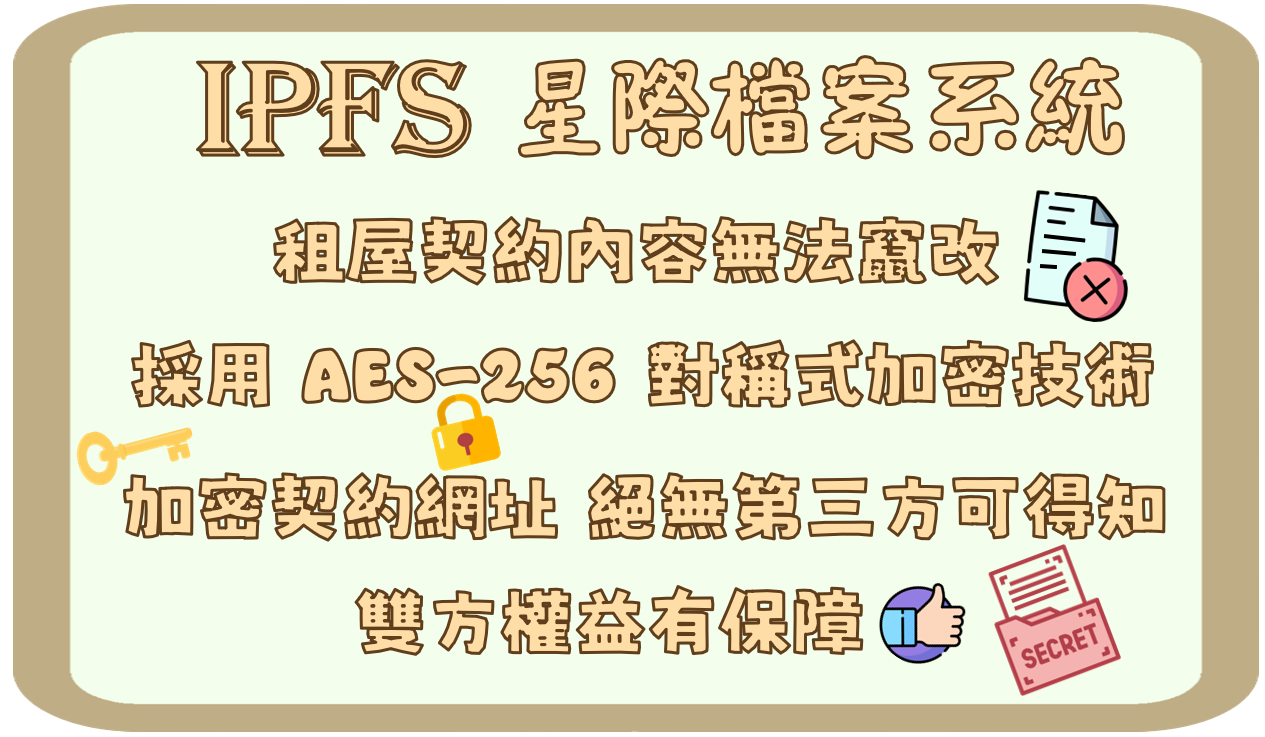 IPFS 星際檔案系統
租屋契約內容無法竄改
採用 AES-256 對稱式加密技術
加密契約網址 絕無第三方可得知
雙方權益有保障
SECRET